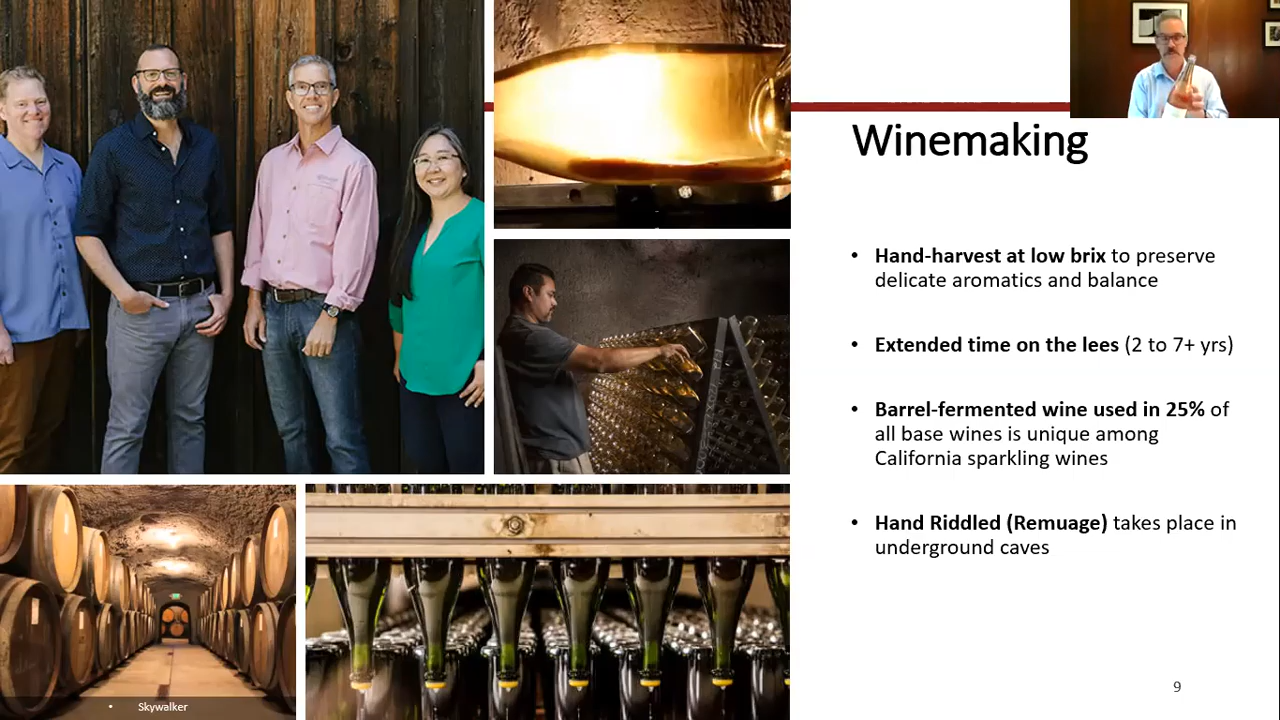 Winemaking
• Hand-harvest at low brix to preserve
delicate aromatics and balance
• Extended time on the lees (2 to 7+ yrs)
• Barrel-fermented wine used in 25% of
all base wines is unique among
California sparkling wines
• Hand Riddled (Remuage) takes place in
underground caves
• Skywalker
9